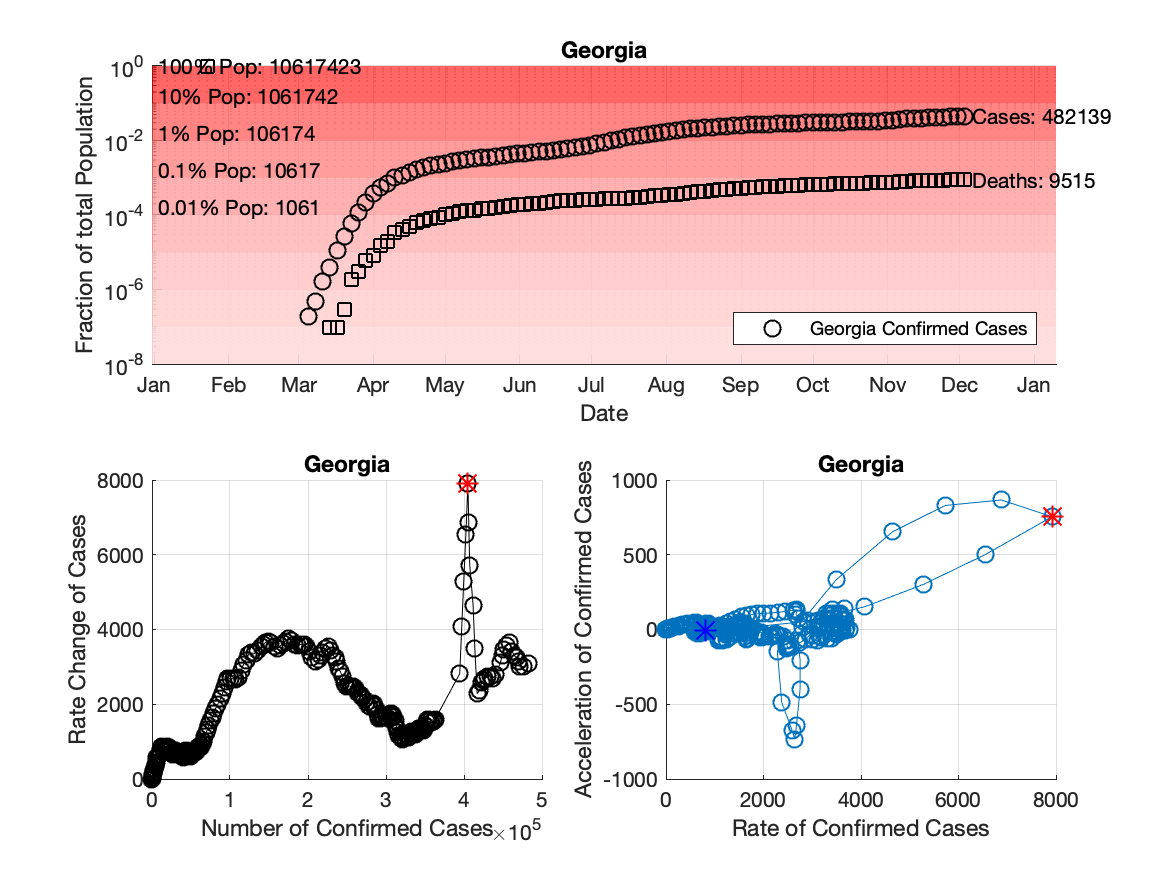 Georgia
10^0
10^-2
10^-4
10^-6
10^-8
Fraction of total Population
100% Pop: 10617423
10% Pop: 1061742
1% Pop: 106174
0.1% Pop: 10617
0.01% Pop: 1061
Cases: 482139
Deaths: 9515
Georgia Confirmed Cases
Jan Feb Mar Apr May Jun Jul Aug Sep Oct Nov Dec Jan
Date
Georgia
8000
6000
4000
2000
0
Rate Change of Cases
0 1 2 3 4 5
Number of Confirmed Cases
×10^5
Georgia
1000
500
0
-500
-1000
Acceleration of Confirmed Cases
0 2000 4000 6000 8000
Rate of Confirmed Cases